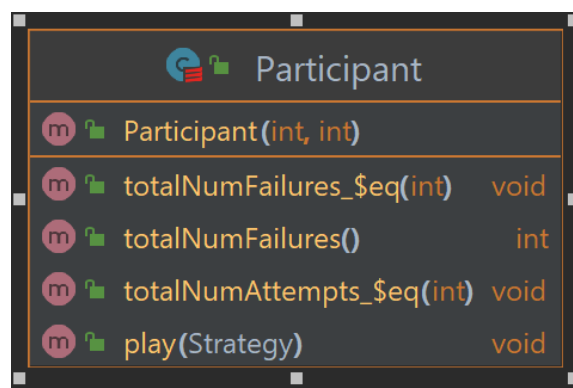 Participant
Participant(int, int)
totalNumFailures_$eq(int) void
totalNumFailures() int
totalNumAttempts_$eq(int) void
play(Strategy) void